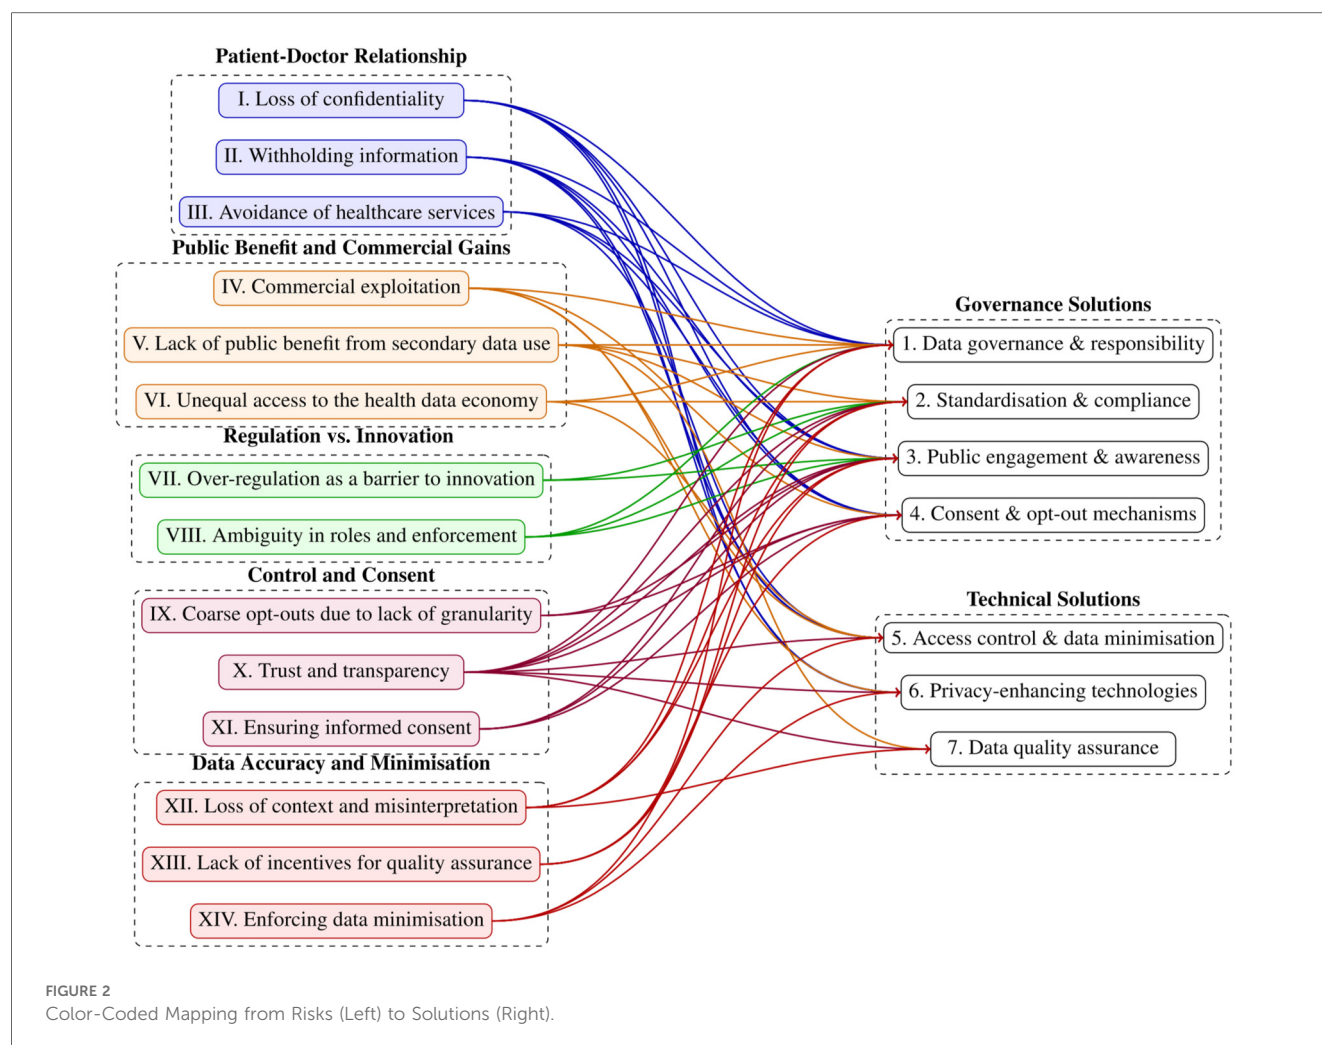 Patient-Doctor Relationship
I. Loss of confidentiality
II. Withholding information
III. Avoidance of healthcare services
Public Benefit and Commercial Gains
IV. Commercial exploitation
V. Lack of public benefit from secondary data use
VI. Unequal access to the health data economy
Regulation vs. Innovation
VII. Over-regulation as a barrier to innovation
VIII. Ambiguity in roles and enforcement
Control and Consent
IX. Coarse opt-outs due to lack of granularity
X. Trust and transparency
XI. Ensuring informed consent
Data Accuracy and Minimisation
XII. Loss of context and misinterpretation
XIII. Lack of incentives for quality assurance
XIV. Enforcing data minimisation
Governance Solutions
1. Data governance & responsibility
2. Standardisation & compliance
3. Public engagement & awareness
4. Consent & opt-out mechanisms
Technical Solutions
5. Access control & data minimisation
6. Privacy-enhancing technologies
7. Data quality assurance
FIGURE 2
Color-Coded Mapping from Risks (Left) to Solutions (Right).